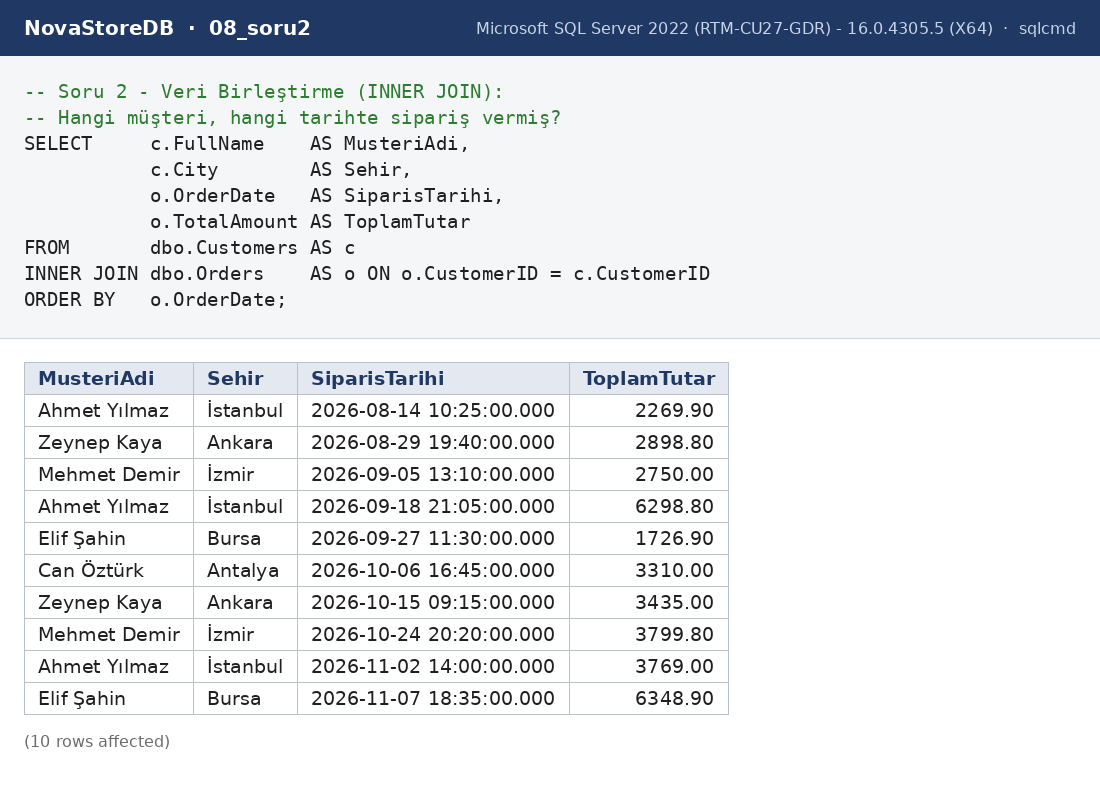 NovaStoreDB · 08_soru2
Microsoft SQL Server 2022 (RTM-CU27-GDR) - 16.0.4305.5 (X64) · sqlcmd
-- Soru 2 - Veri Birleştirme (INNER JOIN):
-- Hangi müşteri, hangi tarihte sipariş vermiş?
SELECT     c.FullName    AS MusteriAdi,
           c.City        AS Sehir,
           o.OrderDate   AS SiparisTarihi,
           o.TotalAmount AS ToplamTutar
FROM       dbo.Customers AS c
INNER JOIN dbo.Orders    AS o ON o.CustomerID = c.CustomerID
ORDER BY   o.OrderDate;
MusteriAdi Sehir SiparisTarihi ToplamTutar
Ahmet Yılmaz İstanbul 2026-08-14 10:25:00.000 2269.90
Zeynep Kaya Ankara 2026-08-29 19:40:00.000 2898.80
Mehmet Demir İzmir 2026-09-05 13:10:00.000 2750.00
Ahmet Yılmaz İstanbul 2026-09-18 21:05:00.000 6298.80
Elif Şahin Bursa 2026-09-27 11:30:00.000 1726.90
Can Öztürk Antalya 2026-10-06 16:45:00.000 3310.00
Zeynep Kaya Ankara 2026-10-15 09:15:00.000 3435.00
Mehmet Demir İzmir 2026-10-24 20:20:00.000 3799.80
Ahmet Yılmaz İstanbul 2026-11-02 14:00:00.000 3769.00
Elif Şahin Bursa 2026-11-07 18:35:00.000 6348.90
(10 rows affected)